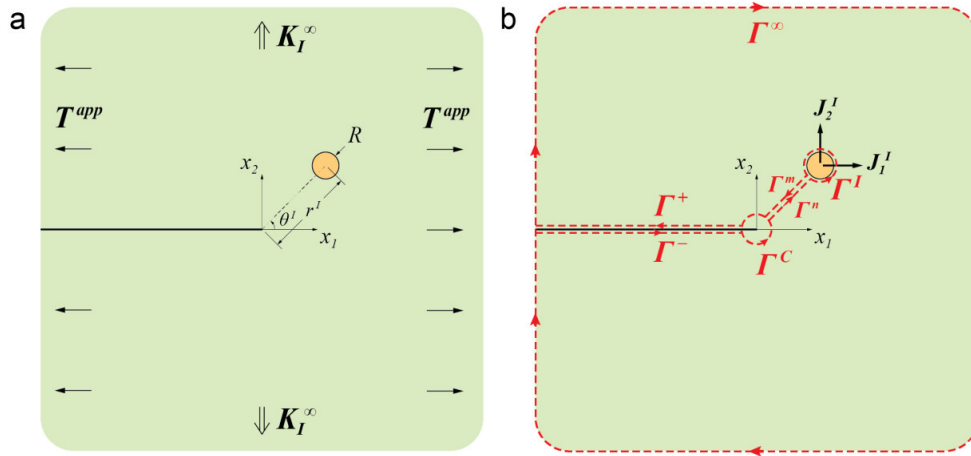 a
K_I^∞
T^app
T^app
R
x_2
θ^I
r^I
x_1
K_I^∞
b
Γ^∞
J_2^I
J_1^I
x_2
Γ^m
Γ^I
Γ^n
Γ^+
x_1
Γ^-
Γ^C